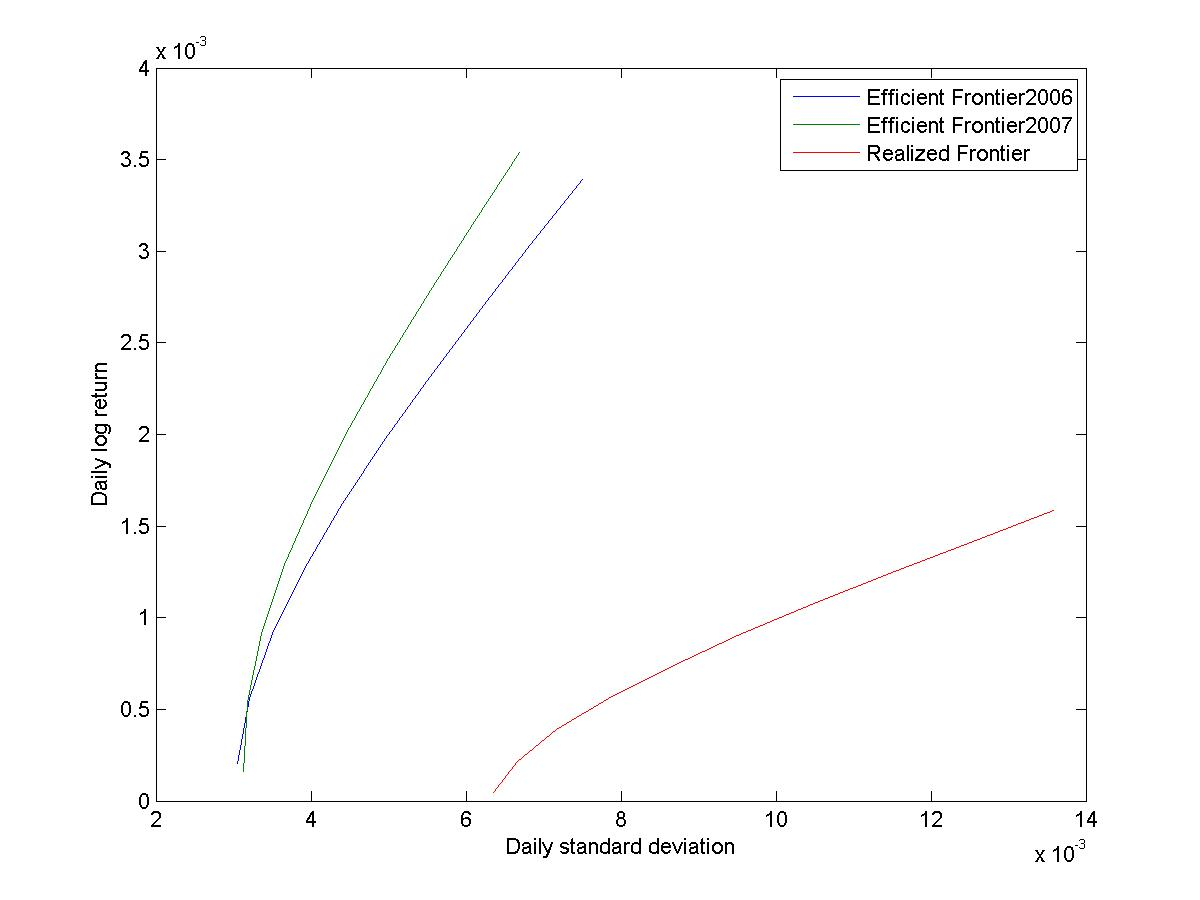 x 10-3
4
3.5
3
2.5
2
1.5
1
0.5
0
Daily log return
Efficient Frontier2006
Efficient Frontier2007
Realized Frontier
2 4 6 8 10 12 14
Daily standard deviation
x 10-3